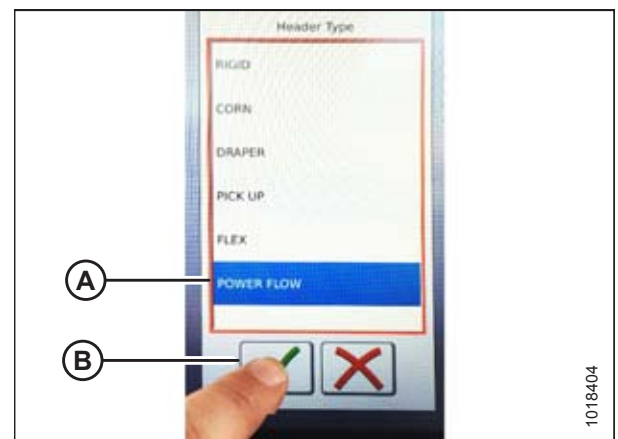 Header Type
RIGID
CORN
DRAPER
PICK UP
FLEX
A
POWER FLOW
B
1018404